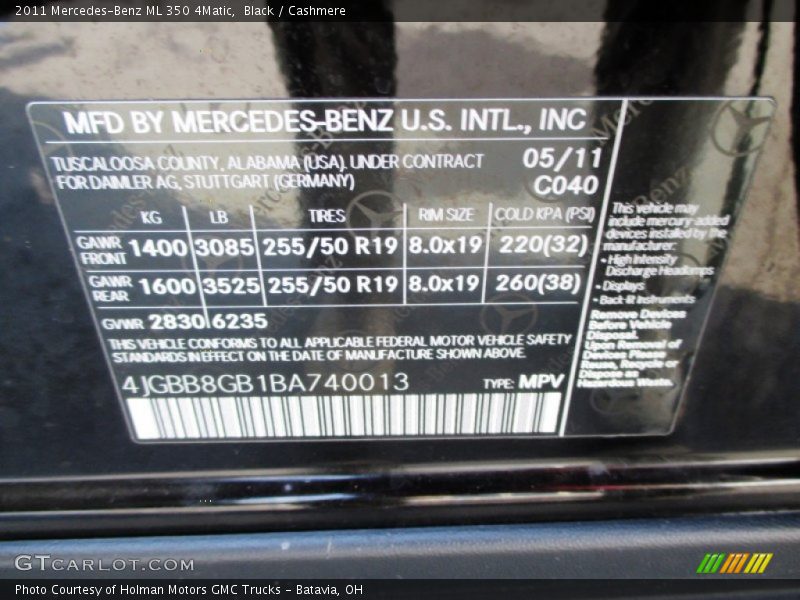 2011 Mercedes-Benz ML 350 4Matic,  Black / Cashmere
MFD BY MERCEDES-BENZ U.S. INTL., INC
TUSCALOOSA COUNTY, ALABAMA (USA), UNDER CONTRACT 05/11
FOR DAIMLER AG, STUTTGART (GERMANY) C040
KG LB TIRES RIM SIZE COLD KPA (PSI)
GAWR FRONT 1400 3085 255/50 R19 8.0x19 220(32)
GAWR REAR 1600 3525 255/50 R19 8.0x19 260(38)
GVWR 2830 6235
THIS VEHICLE CONFORMS TO ALL APPLICABLE FEDERAL MOTOR VEHICLE SAFETY
STANDARDS IN EFFECT ON THE DATE OF MANUFACTURE SHOWN ABOVE.
4JGBB8GB1BA740013 TYPE: MPV
This vehicle may
include mercury added
devices installed by the
manufacturer:
• High Intensity
Discharge Headlamps
• Displays
• Back-lit Instruments
Remove Devices
Before Vehicle
Disposal.
Upon Removal of
Devices Please
Reuse, Recycle or
Dispose as
Hazardous Waste.
GTCARLOT.COM
Photo Courtesy of Holman Motors GMC Trucks - Batavia, OH